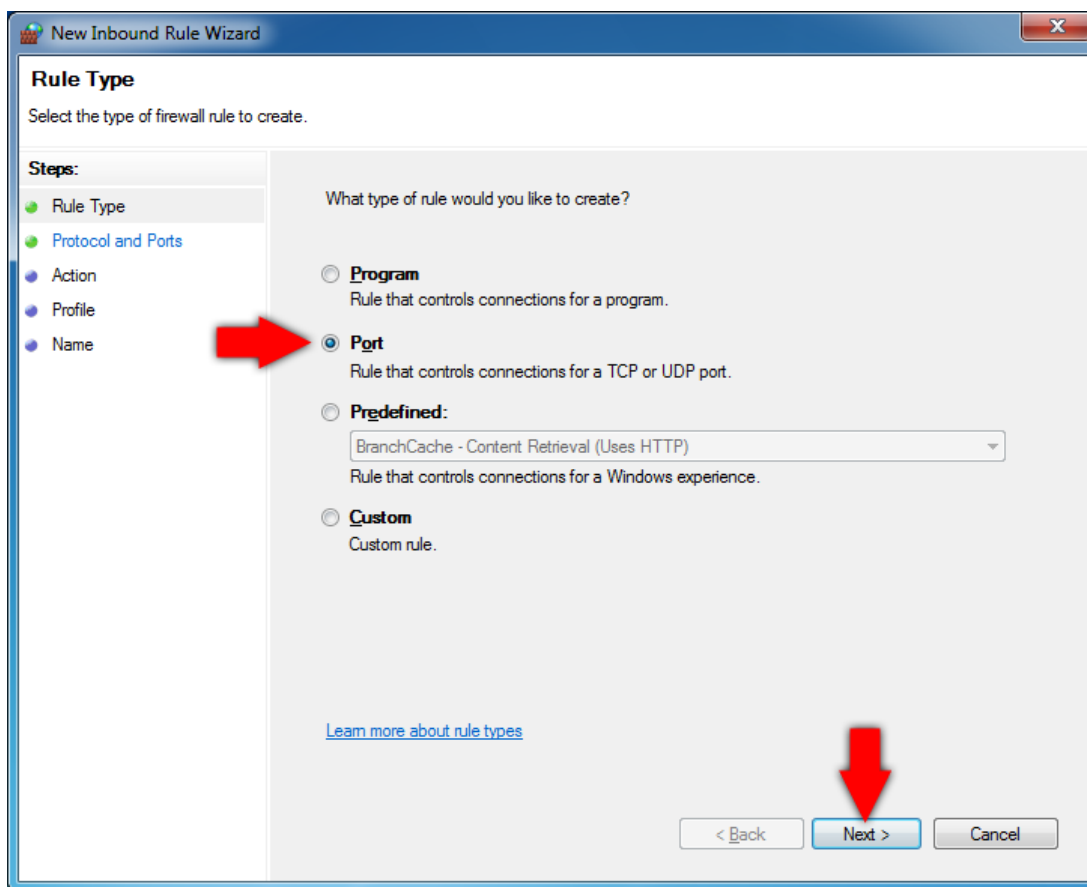 New Inbound Rule Wizard
Rule Type
Select the type of firewall rule to create.
Steps:
Rule Type
Protocol and Ports
Action
Profile
Name
What type of rule would you like to create?
Program
Rule that controls connections for a program.
Port
Rule that controls connections for a TCP or UDP port.
Predefined:
BranchCache - Content Retrieval (Uses HTTP)
Rule that controls connections for a Windows experience.
Custom
Custom rule.
Learn more about rule types
< Back Next > Cancel